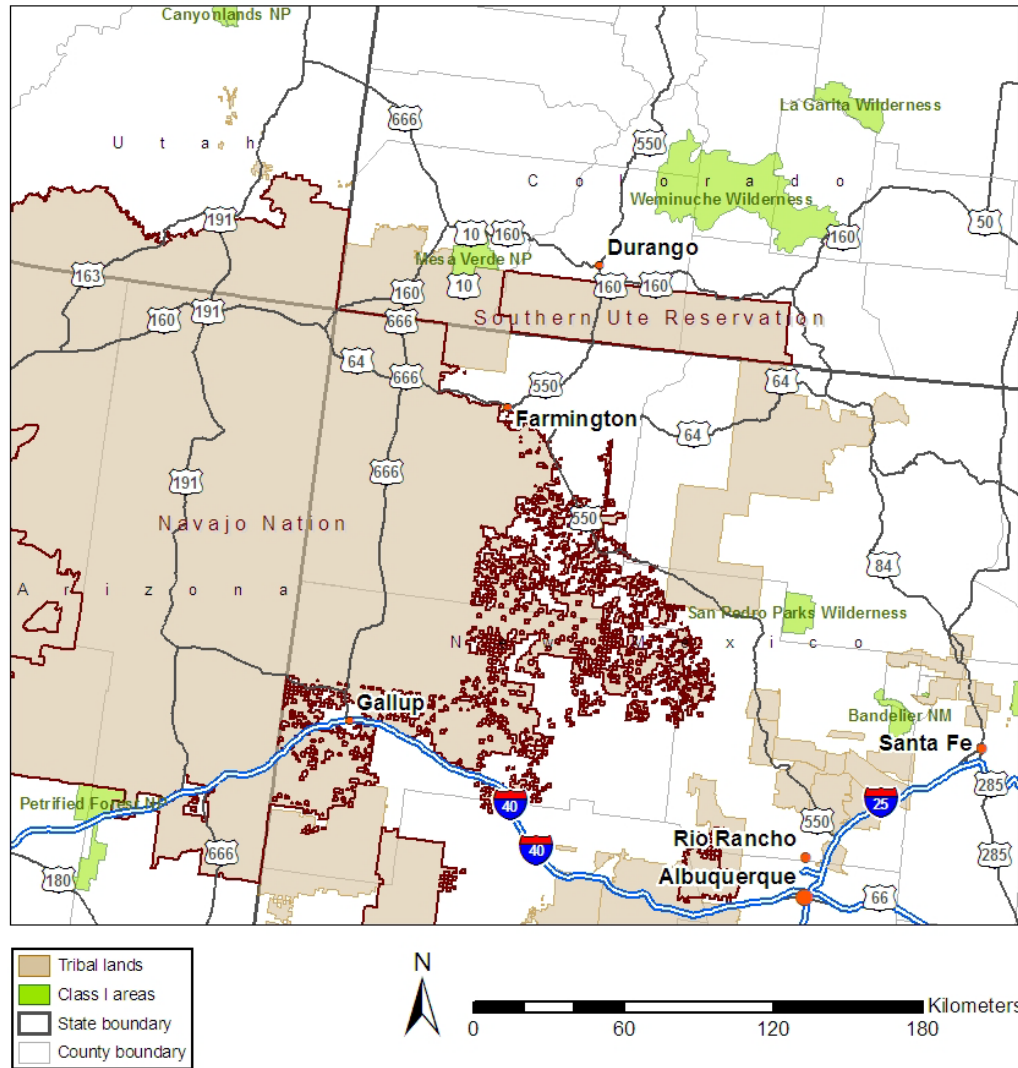 Canyonlands NP
La Garita Wilderness
666
550
U t a h
C o l o r a d o
Weminuche Wilderness
191
10
160
50
160
Durango
Mesa Verde NP
163
160
10
160
160
191
160
666
Southern Ute Reservation
64
666
550
64
Farmington
64
666
191
550
Navajo Nation
84
A r i z o n a
San Pedro Parks Wilderness
N e w M e x i c o
Gallup
Bandelier NM
Santa Fe
Petrified Forest NP
40
25
285
550
40
Rio Rancho
666
285
Albuquerque
180
66
Tribal lands
Class I areas
State boundary
County boundary
N
Kilometers
0 60 120 180